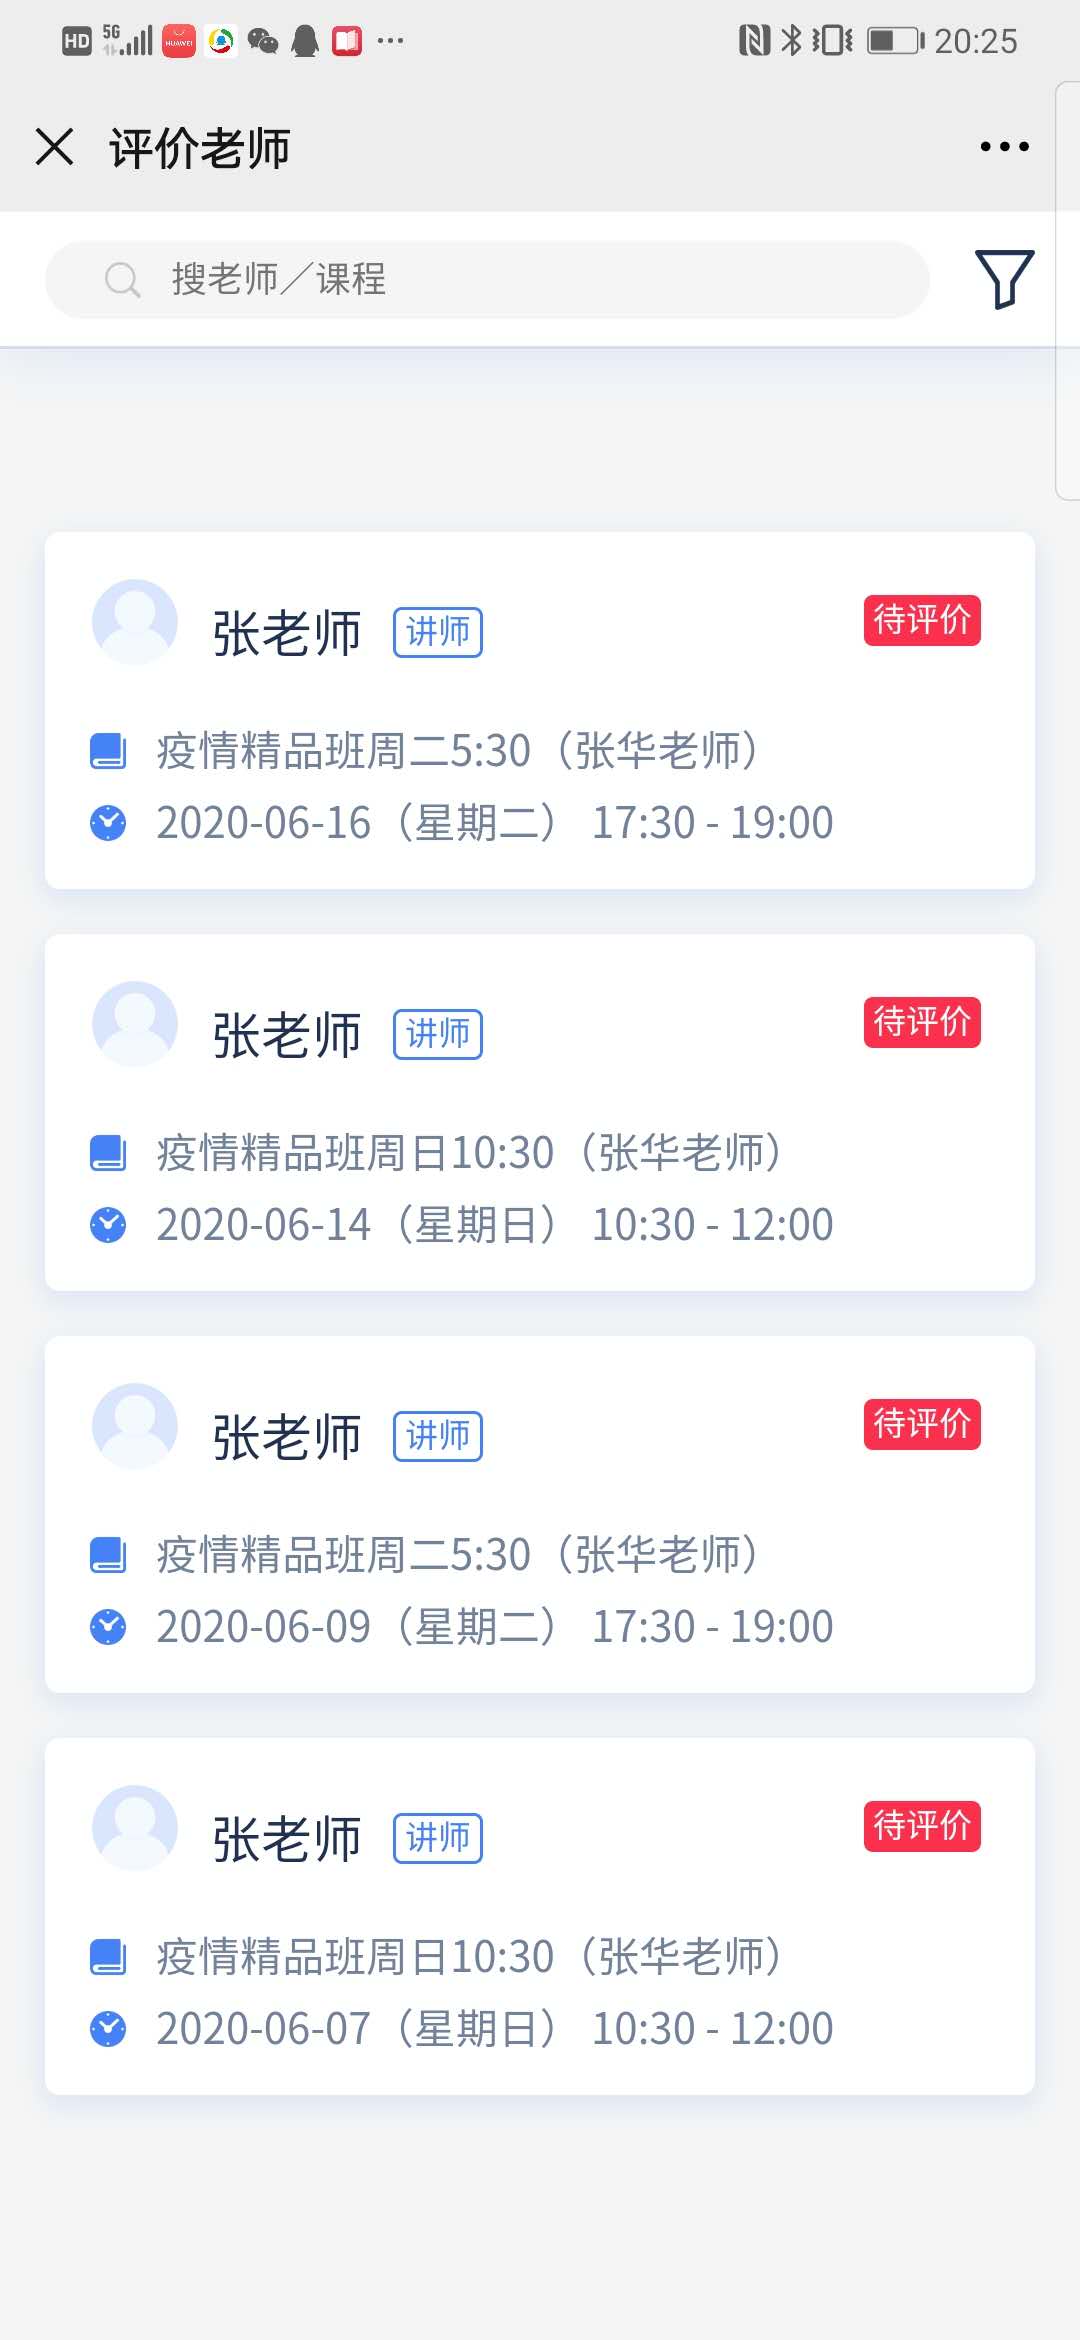 HD 5G HUAWEI 20:25
评价老师
搜老师／课程
张老师 讲师 待评价
疫情精品班周二5:30（张华老师）
2020-06-16（星期二） 17:30 - 19:00
张老师 讲师 待评价
疫情精品班周日10:30（张华老师）
2020-06-14（星期日） 10:30 - 12:00
张老师 讲师 待评价
疫情精品班周二5:30（张华老师）
2020-06-09（星期二） 17:30 - 19:00
张老师 讲师 待评价
疫情精品班周日10:30（张华老师）
2020-06-07（星期日） 10:30 - 12:00